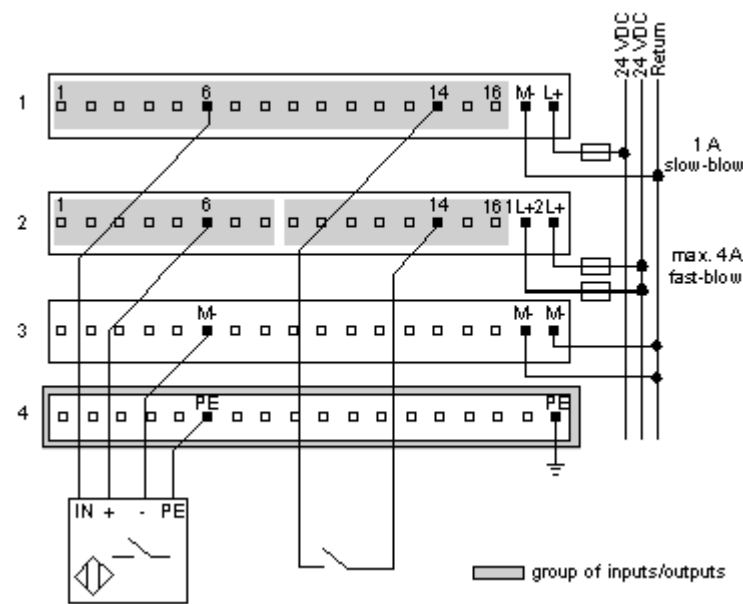 24 VDC
24 VDC
Return
1 6 14 16 M- L+
1
1 A
slow-blow
1 6 14 16 1L+2L+
2
max. 4A
fast-blow
M- M- M-
3
PE PE
4
IN + - PE
group of inputs/outputs